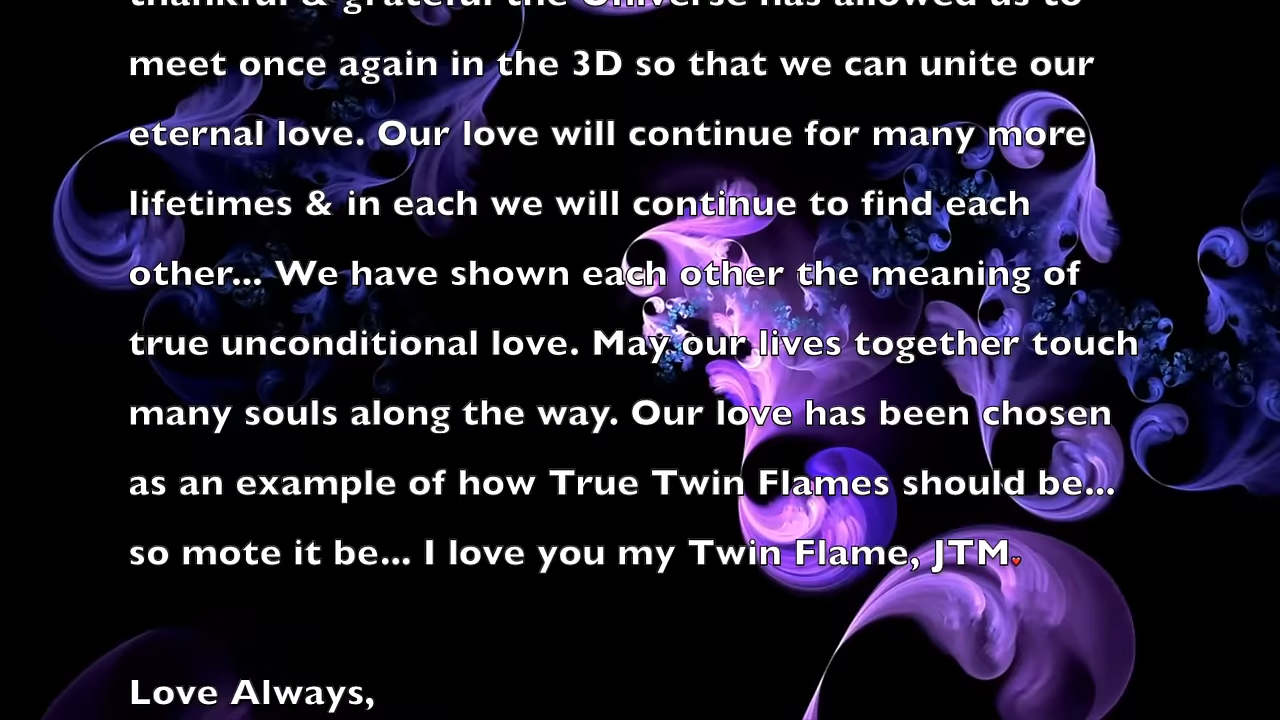 thankful & grateful the Universe has allowed us to
meet once again in the 3D so that we can unite our
eternal love. Our love will continue for many more
lifetimes & in each we will continue to find each
other... We have shown each other the meaning of
true unconditional love. May our lives together touch
many souls along the way. Our love has been chosen
as an example of how True Twin Flames should be...
so mote it be... I love you my Twin Flame, JTM♥
Love Always,